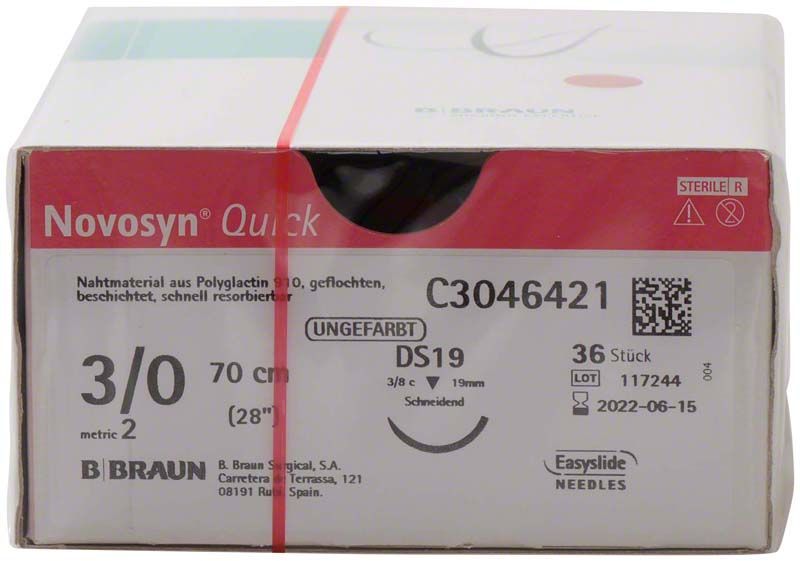 B|BRAUN
STERILE R
Novosyn® Quick
Nahtmaterial aus Polyglactin 910, geflochten,
beschichtet, schnell resorbierbar
C3046421
UNGEFÄRBT
3/0 70 cm
(28")
metric 2
DS19
3/8 c 19mm
Schneidend
36 Stück
LOT 117244
2022-06-15
004
B|BRAUN
B. Braun Surgical, S.A.
Carretera de Terrassa, 121
08191 Rubí. Spain.
Easyslide
NEEDLES